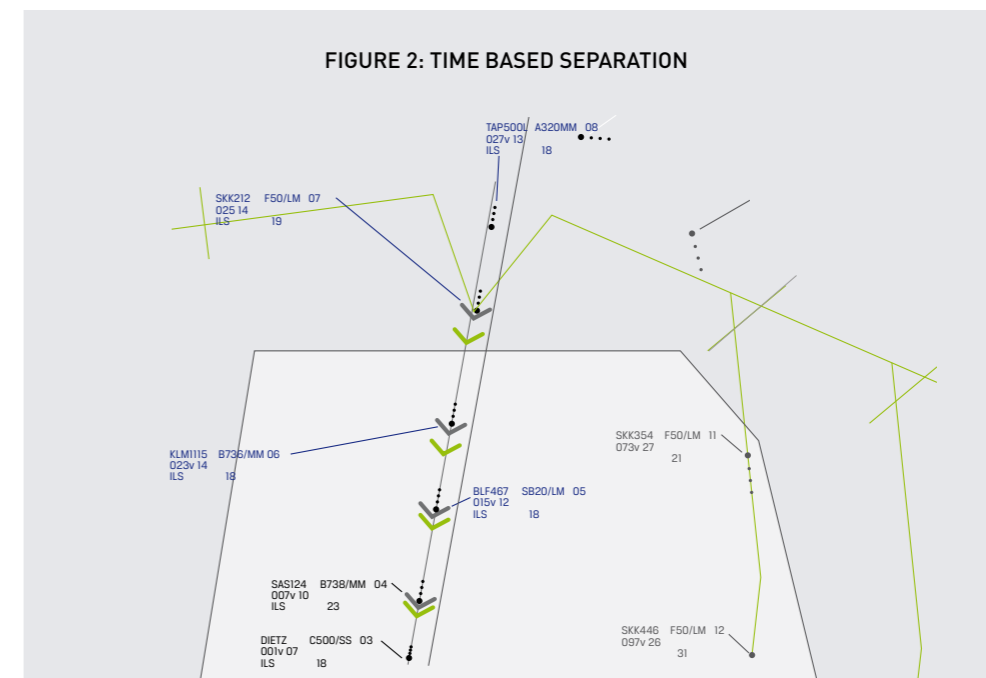 FIGURE 2: TIME BASED SEPARATION
TAP500L A320MM 08
027v 13
ILS 18
SKK212 F50/LM 07
025 14
ILS 19
SKK354 F50/LM 11
073v 27
21
KLM1115 B736/MM 06
023v 14
ILS 18
BLF467 SB20/LM 05
015v 12
ILS 18
SAS124 B738/MM 04
007v 10
ILS 23
SKK446 F50/LM 12
097v 26
31
DIETZ C500/SS 03
001v 07
ILS 18